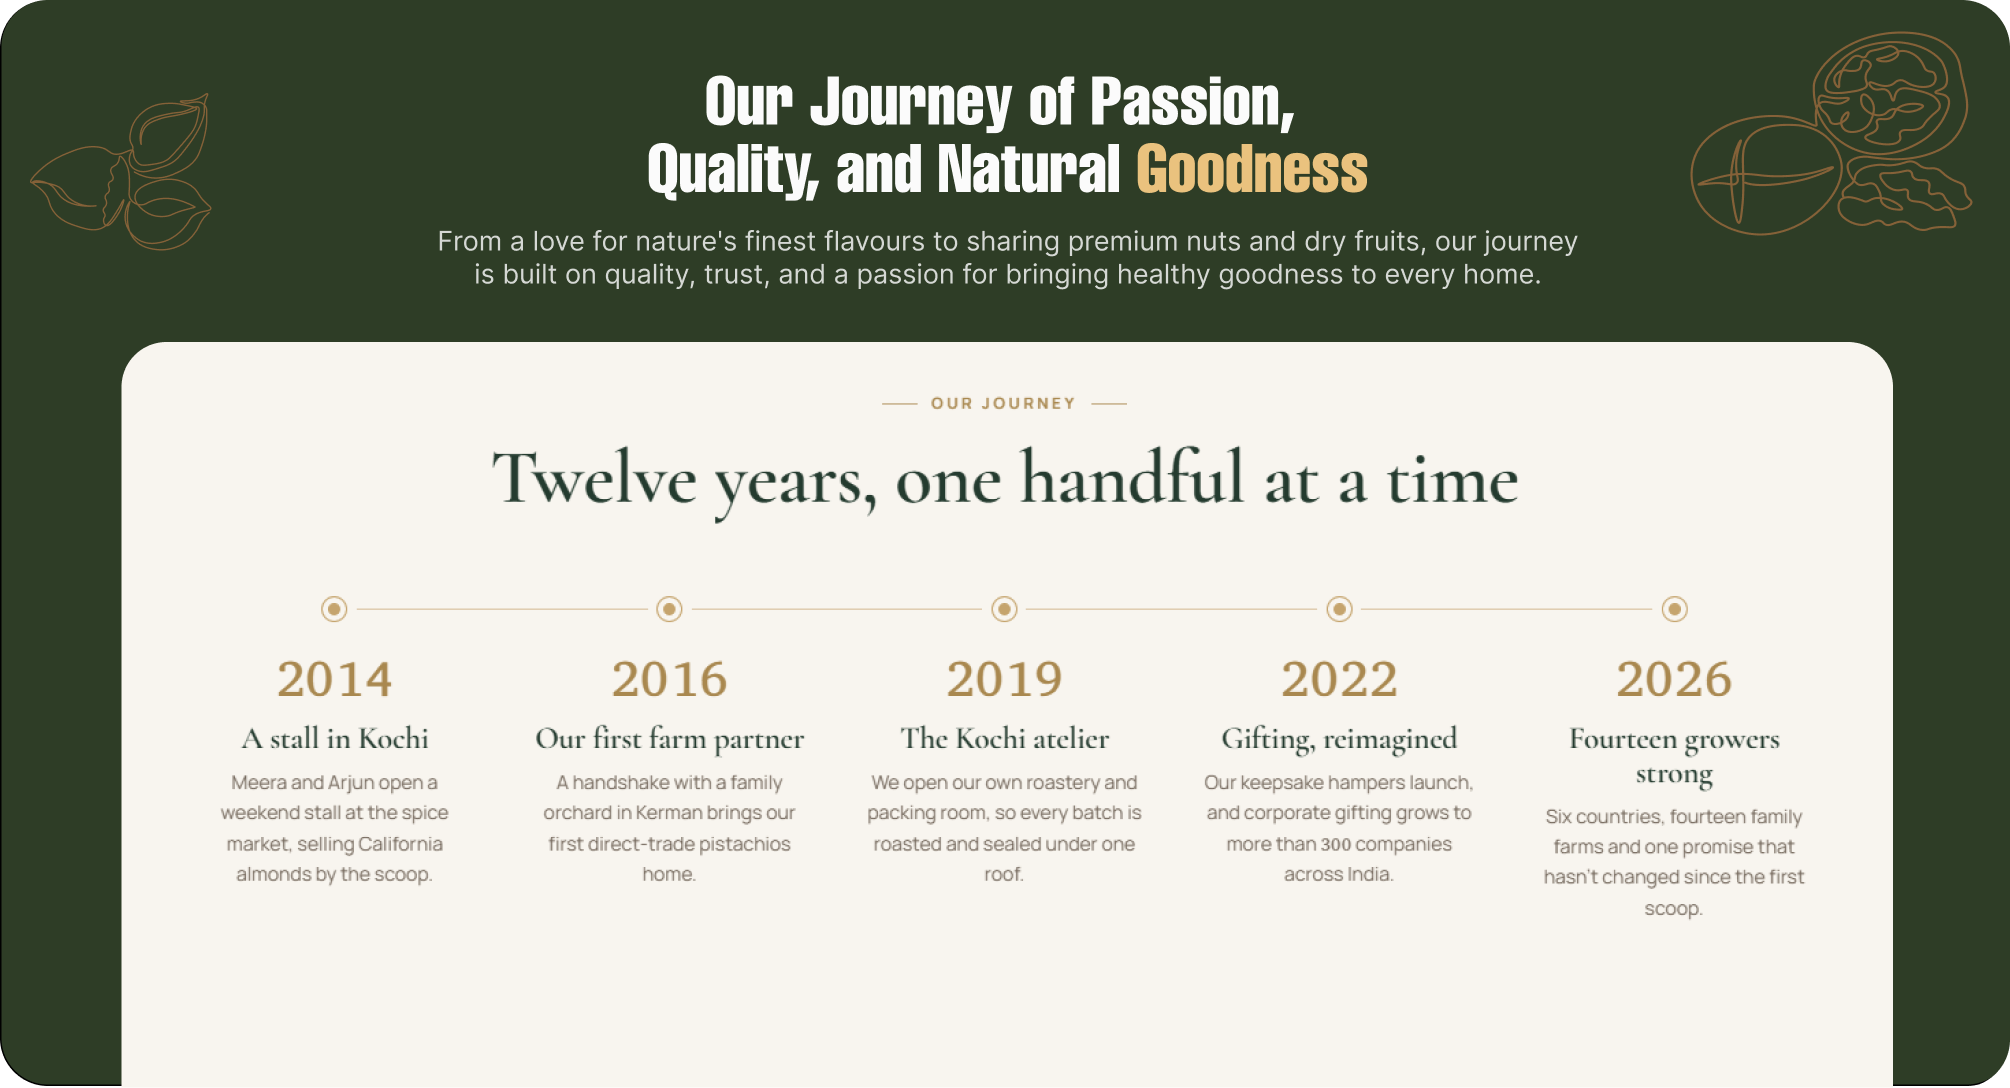 Our Journey of Passion,
Quality, and Natural Goodness
From a love for nature's finest flavours to sharing premium nuts and dry fruits, our journey
is built on quality, trust, and a passion for bringing healthy goodness to every home.
OUR JOURNEY
Twelve years, one handful at a time
2014
A stall in Kochi
Meera and Arjun open a
weekend stall at the spice
market, selling California
almonds by the scoop.
2016
Our first farm partner
A handshake with a family
orchard in Kerman brings our
first direct-trade pistachios
home.
2019
The Kochi atelier
We open our own roastery and
packing room, so every batch is
roasted and sealed under one
roof.
2022
Gifting, reimagined
Our keepsake hampers launch,
and corporate gifting grows to
more than 300 companies
across India.
2026
Fourteen growers
strong
Six countries, fourteen family
farms and one promise that
hasn't changed since the first
scoop.